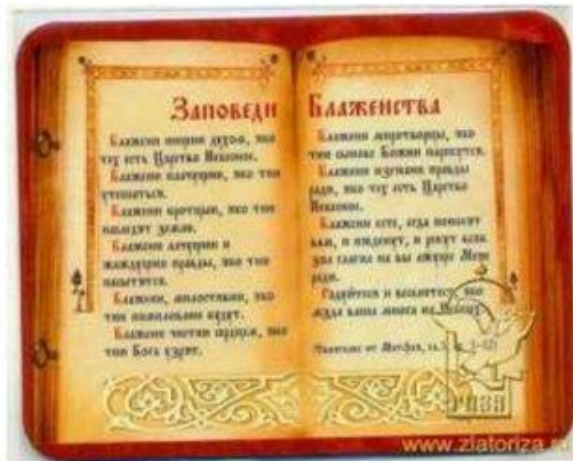 Заповеди Блаженства
Блажени нищии духом, яко
тех есть Царство Небесное.
Блажени плачущии, яко тии
утешатся.
Блажени кротции, яко тии
наследят землю.
Блажени алчущии и
жаждущии правды, яко тии
насытятся.
Блажени, милостивии, яко
тии помиловани будут.
Блажени чистии сердцем, яко
тии Бога узрят.
Блажени миротворцы, яко
тии сынове Божии нарекутся.
Блажени изгнани правды
ради, яко тех есть Царство
Небесное.
Блажени есте, егда поносят
вам, и ижденут, и рекут всяк
зол глагол на вы лжуще Мене
ради.
Радуйтеся и веселитеся, яко
мзда ваша многа на Небесех.
Евангелие от Матфея,
РИЗА
www.zlatoriza.ru